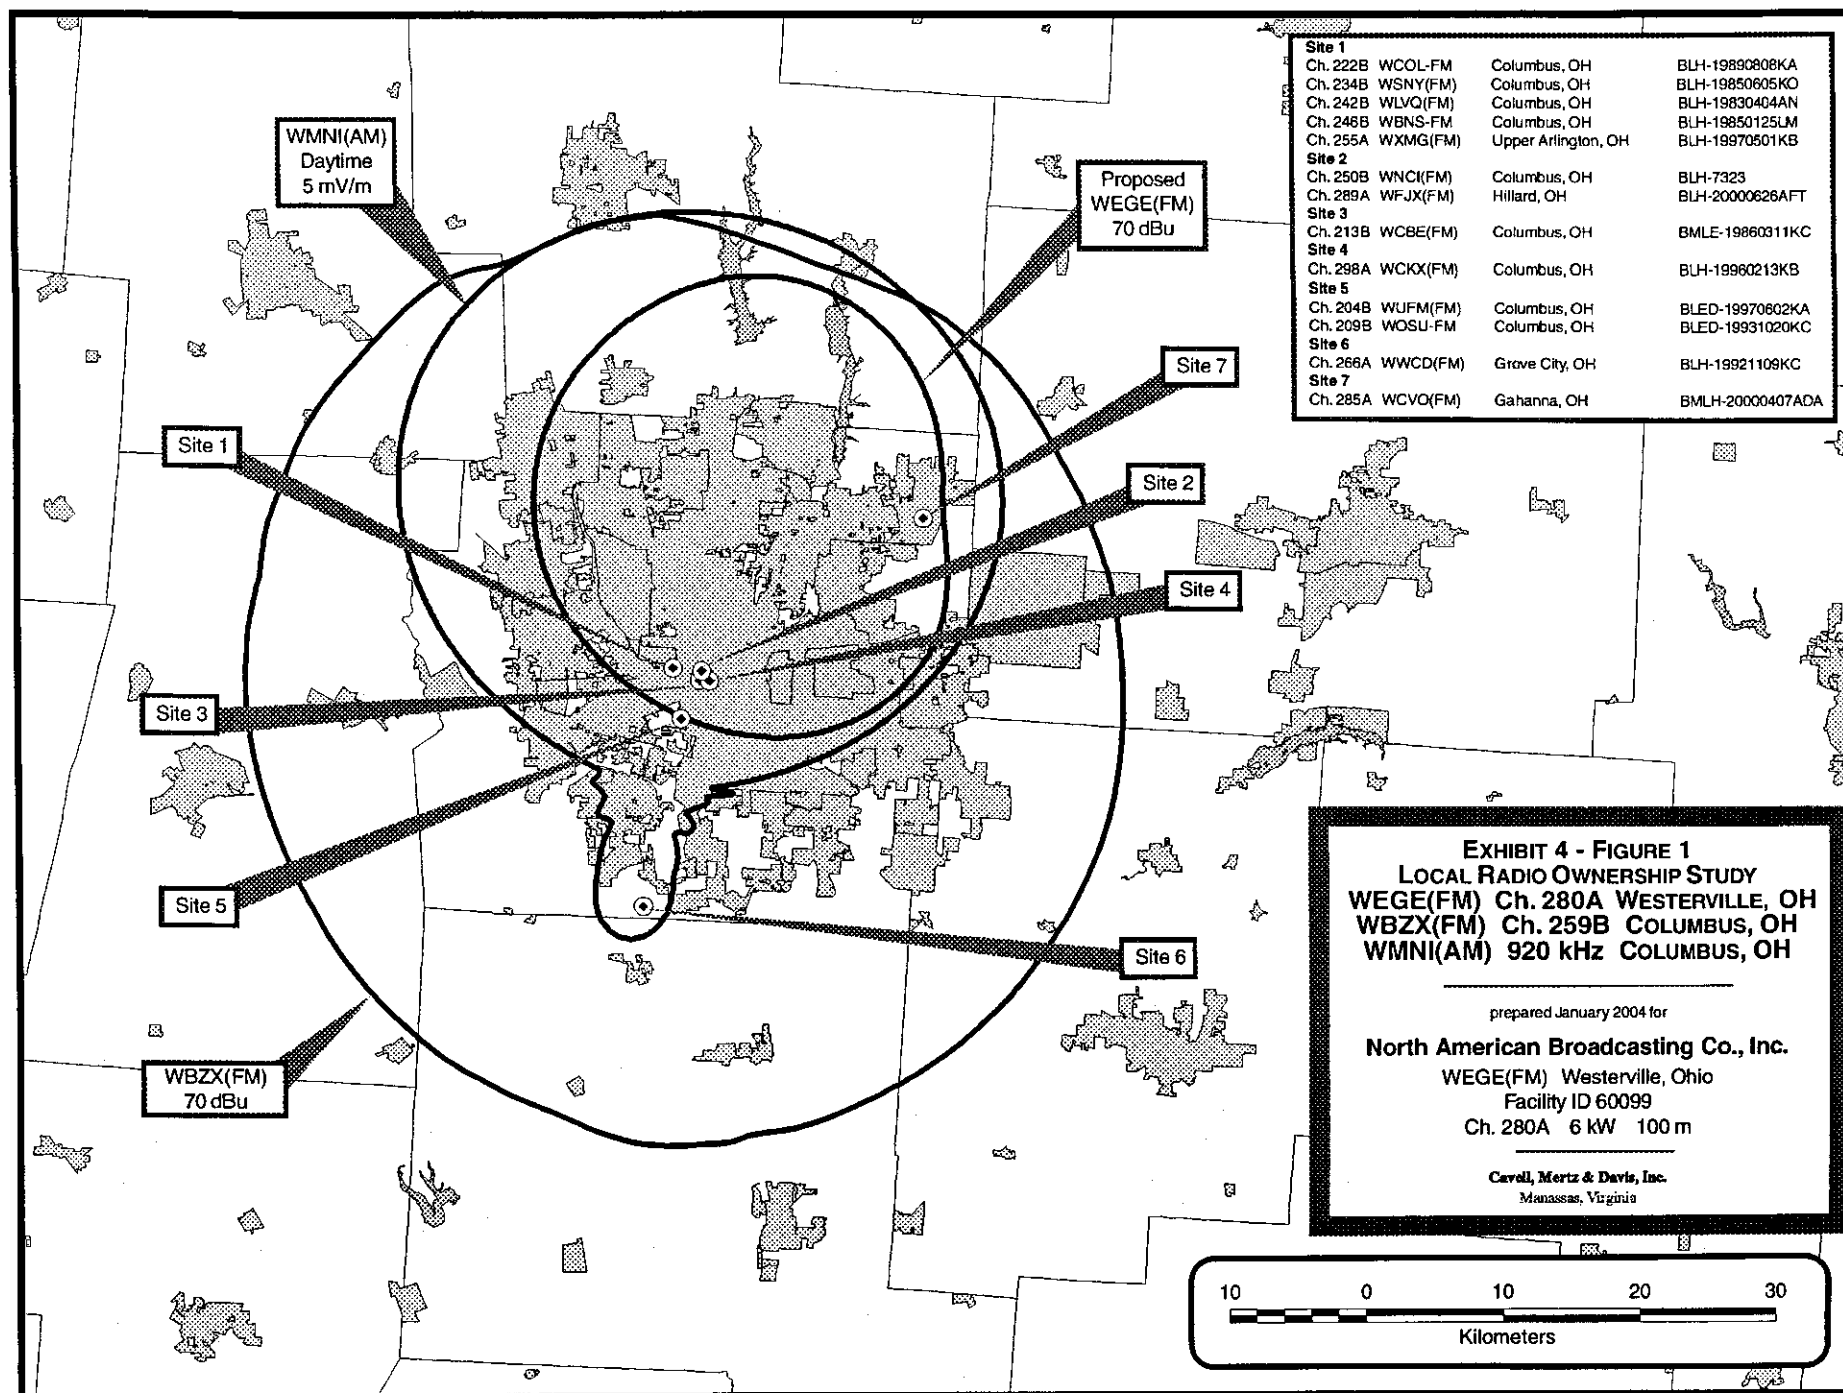 Site 1
Ch. 222B WCOL-FM Columbus, OH BLH-19890808KA
Ch. 234B WSNY(FM) Columbus, OH BLH-19850605KO
Ch. 242B WLVQ(FM) Columbus, OH BLH-19830404AN
Ch. 246B WBNS-FM Columbus, OH BLH-19850125LM
Ch. 255A WXMG(FM) Upper Arlington, OH BLH-19970501KB
Site 2
Ch. 250B WNCI(FM) Columbus, OH BLH-7323
Ch. 289A WFJX(FM) Hillard, OH BLH-20000626AFT
Site 3
Ch. 213B WCBE(FM) Columbus, OH BMLE-19860311KC
Site 4
Ch. 298A WCKX(FM) Columbus, OH BLH-19960213KB
Site 5
Ch. 204B WUFM(FM) Columbus, OH BLED-19970602KA
Ch. 209B WOSU-FM Columbus, OH BLED-19931020KC
Site 6
Ch. 266A WWCD(FM) Grove City, OH BLH-19921109KC
Site 7
Ch. 285A WCVO(FM) Gahanna, OH BMLH-20000407ADA
WMNI(AM)
Daytime
5 mV/m
Proposed
WEGE(FM)
70 dBu
Site 7
Site 1
Site 2
Site 4
Site 3
Site 5
Site 6
WBZX(FM)
70 dBu
EXHIBIT 4 - FIGURE 1
LOCAL RADIO OWNERSHIP STUDY
WEGE(FM) CH. 280A WESTERVILLE, OH
WBZX(FM) CH. 259B COLUMBUS, OH
WMNI(AM) 920 kHz COLUMBUS, OH
prepared January 2004 for
North American Broadcasting Co., Inc.
WEGE(FM) Westerville, Ohio
Facility ID 60099
Ch. 280A 6 kW 100 m
Cavell, Mertz & Davis, Inc.
Manassas, Virginia
10 0 10 20 30
Kilometers